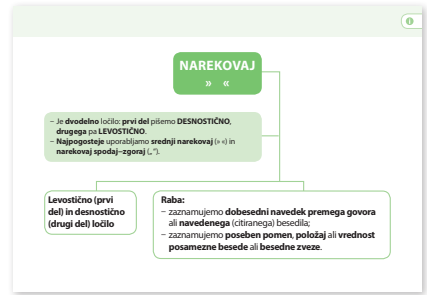 NAREKOVAJ
» «
– Je dvodelno ločilo: prvi del pišemo DESNOSTIČNO,
drugega pa LEVOSTIČNO.
– Najpogosteje uporabljamo srednji narekovaj (» «) in
narekovaj spodaj–zgoraj („ “).
Levostično (prvi
del) in desnostično
(drugi del) ločilo
Raba:
– zaznamujemo dobesedni navedek premega govora
ali navedenega (citiranega) besedila;
– zaznamujemo poseben pomen, položaj ali vrednost
posamezne besede ali besedne zveze.